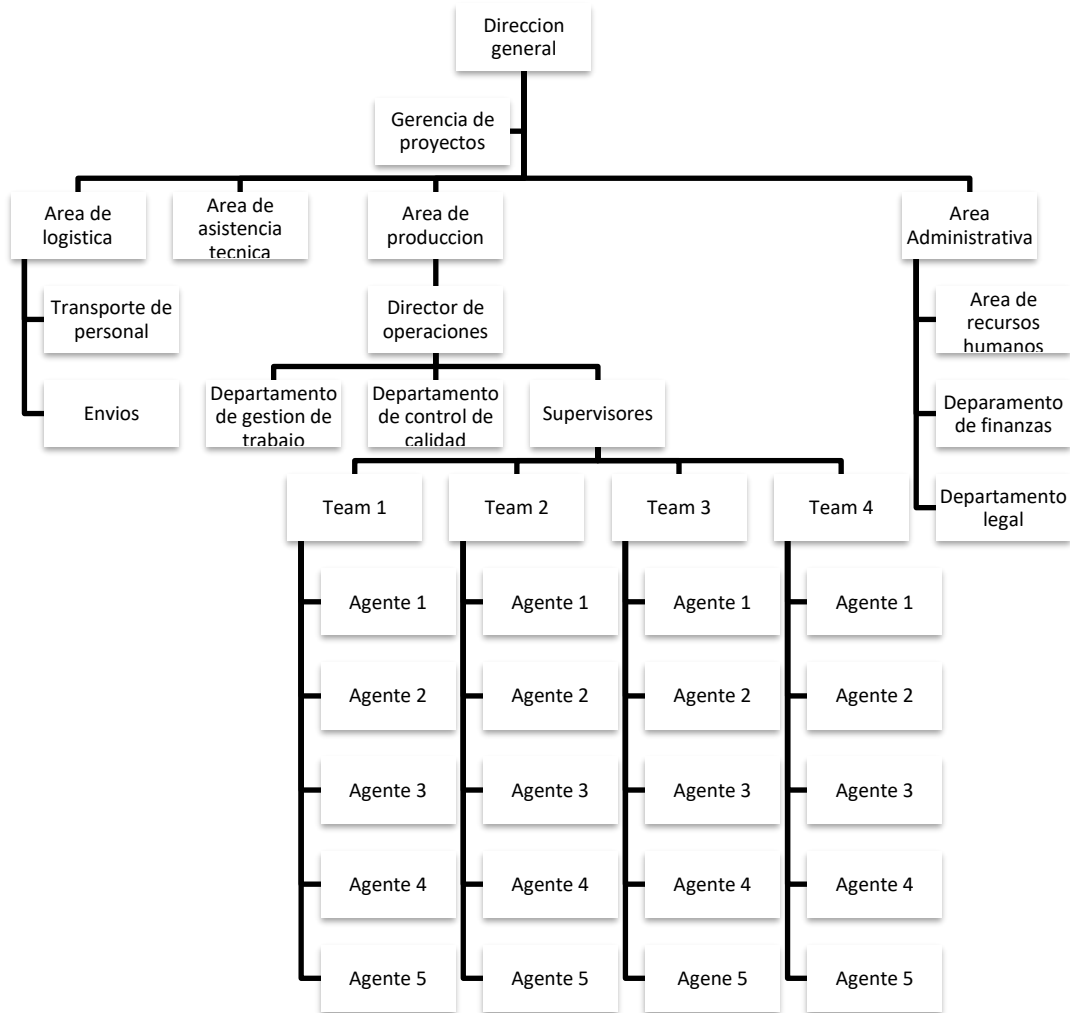 Direccion
general
Gerencia de
proyectos
Area de
logistica
Area de
asistencia
tecnica
Area de
produccion
Area
Administrativa
Transporte de
personal
Director de
operaciones
Area de
recursos
humanos
Envios
Departamento
de gestion de
trabajo
Departamento
de control de
calidad
Supervisores
Deparamento
de finanzas
Team 1
Team 2
Team 3
Team 4
Departamento
legal
Agente 1
Agente 1
Agente 1
Agente 1
Agente 2
Agente 2
Agente 2
Agente 2
Agente 3
Agente 3
Agente 3
Agente 3
Agente 4
Agente 4
Agente 4
Agente 4
Agente 5
Agente 5
Agene 5
Agente 5